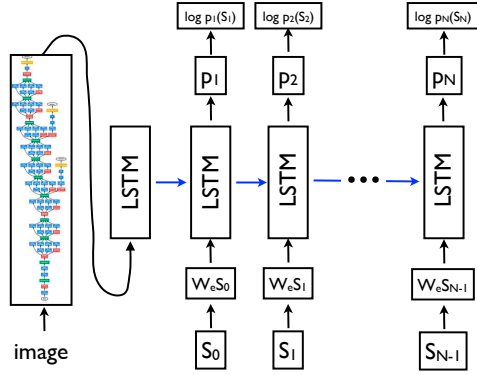 log p₁(S₁) log p₂(S₂) log pN(SN)
p₁ p₂ pN
LSTM LSTM LSTM LSTM
WₑS₀ WₑS₁ WₑSN-1
image S₀ S₁ SN-1